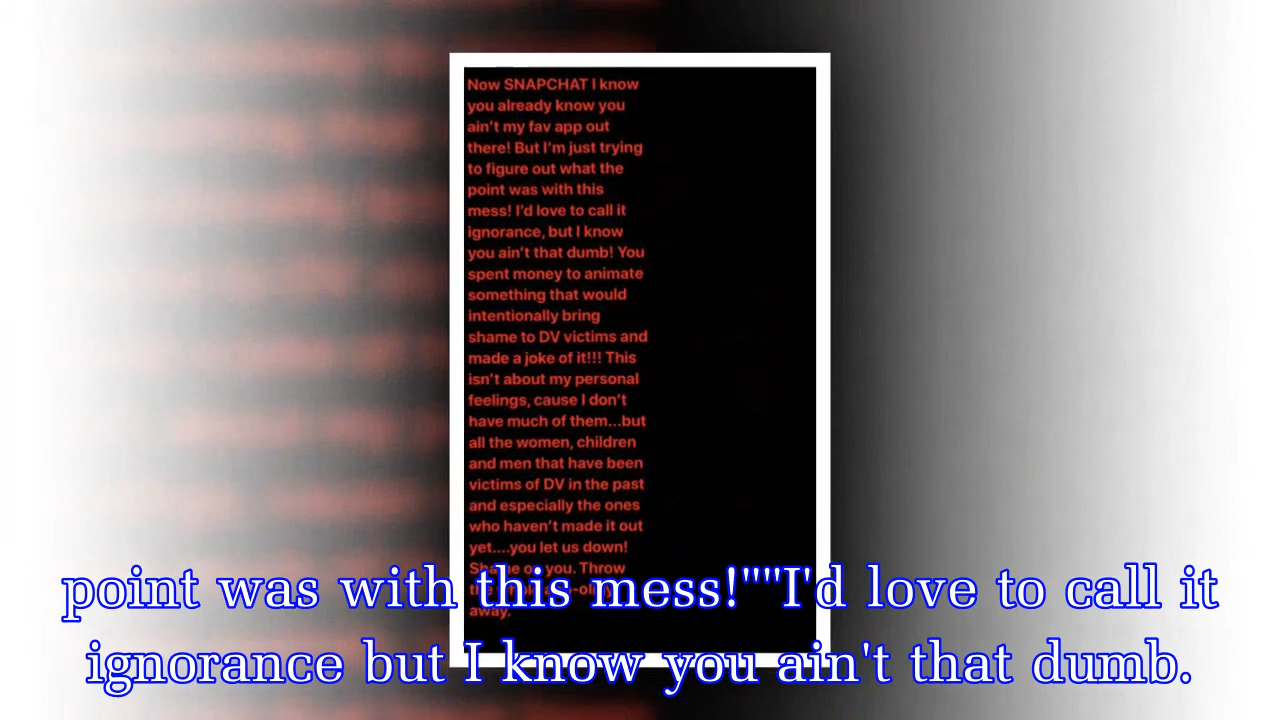 Now SNAPCHAT I know
you already know you
ain't my fav app out
there! But I'm just trying
to figure out what the
point was with this
mess! I'd love to call it
ignorance, but I know
you ain't that dumb! You
spent money to animate
something that would
intentionally bring
shame to DV victims and
made a joke of it!!! This
isn't about my personal
feelings, cause I don't
have much of them...but
all the women, children
and men that have been
victims of DV in the past
and especially the ones
who haven't made it out
yet....you let us down!
Shame on you. Throw
away.
point was with this mess!""I'd love to call it
ignorance but I know you ain't that dumb.